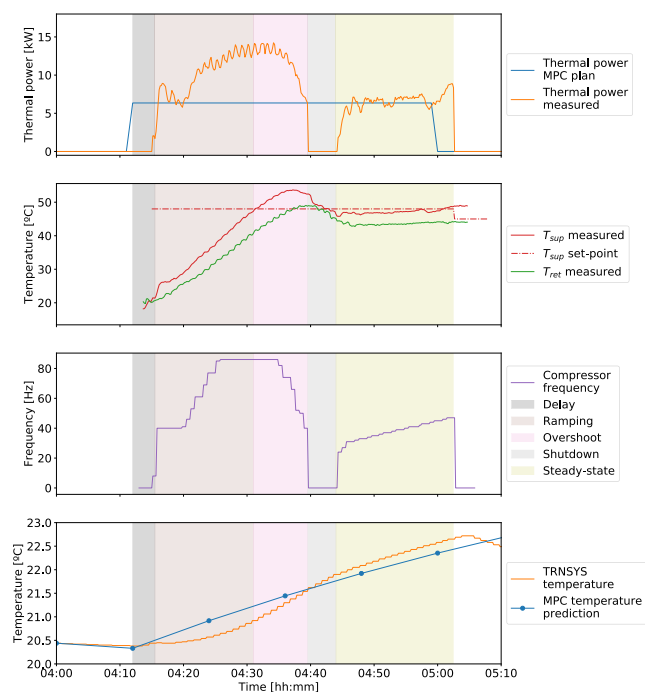 15
10
5
0
Thermal power [kW]
Thermal power
MPC plan
Thermal power
measured
50
40
30
20
Temperature [ºC]
T_sup measured
T_sup set-point
T_ret measured
80
60
40
20
0
Frequency [Hz]
Compressor
frequency
Delay
Ramping
Overshoot
Shutdown
Steady-state
23.0
22.5
22.0
21.5
21.0
20.5
20.0
Temperature [ºC]
TRNSYS
temperature
MPC temperature
prediction
04:00 04:10 04:20 04:30 04:40 04:50 05:00 05:10
Time [hh:mm]